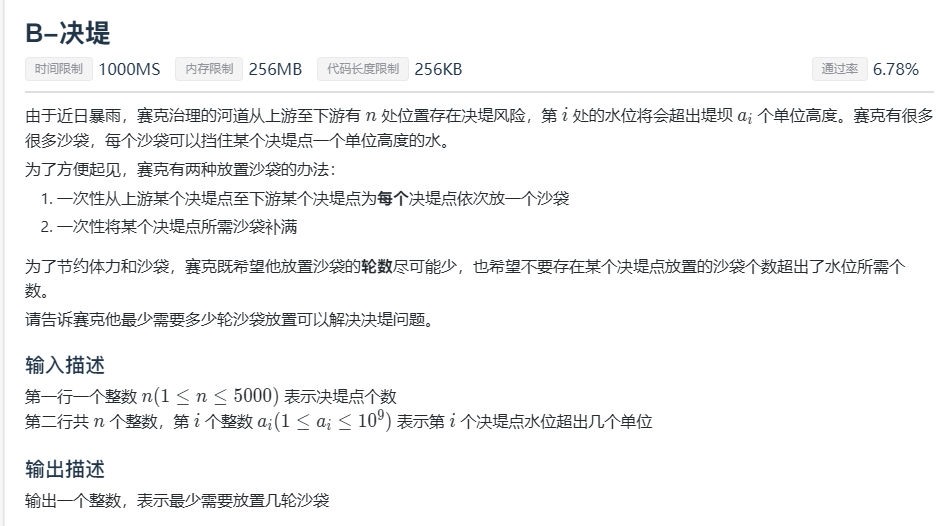 B–决堤
时间限制 1000MS 内存限制 256MB 代码长度限制 256KB 通过率 6.78%
由于近日暴雨，赛克治理的河道从上游至下游有 n 处位置存在决堤风险，第 i 处的水位将会超出堤坝 aᵢ 个单位高度。赛克有很多
很多沙袋，每个沙袋可以挡住某个决堤点一个单位高度的水。
为了方便起见，赛克有两种放置沙袋的办法：
1. 一次性从上游某个决堤点至下游某个决堤点为每个决堤点依次放一个沙袋
2. 一次性将某个决堤点所需沙袋补满
为了节约体力和沙袋，赛克既希望他放置沙袋的轮数尽可能少，也希望不要存在某个决堤点放置的沙袋个数超出了水位所需个
数。
请告诉赛克他最少需要多少轮沙袋放置可以解决决堤问题。
输入描述
第一行一个整数 n(1 ≤ n ≤ 5000) 表示决堤点个数
第二行共 n 个整数，第 i 个整数 aᵢ(1 ≤ aᵢ ≤ 10⁹) 表示第 i 个决堤点水位超出几个单位
输出描述
输出一个整数，表示最少需要放置几轮沙袋